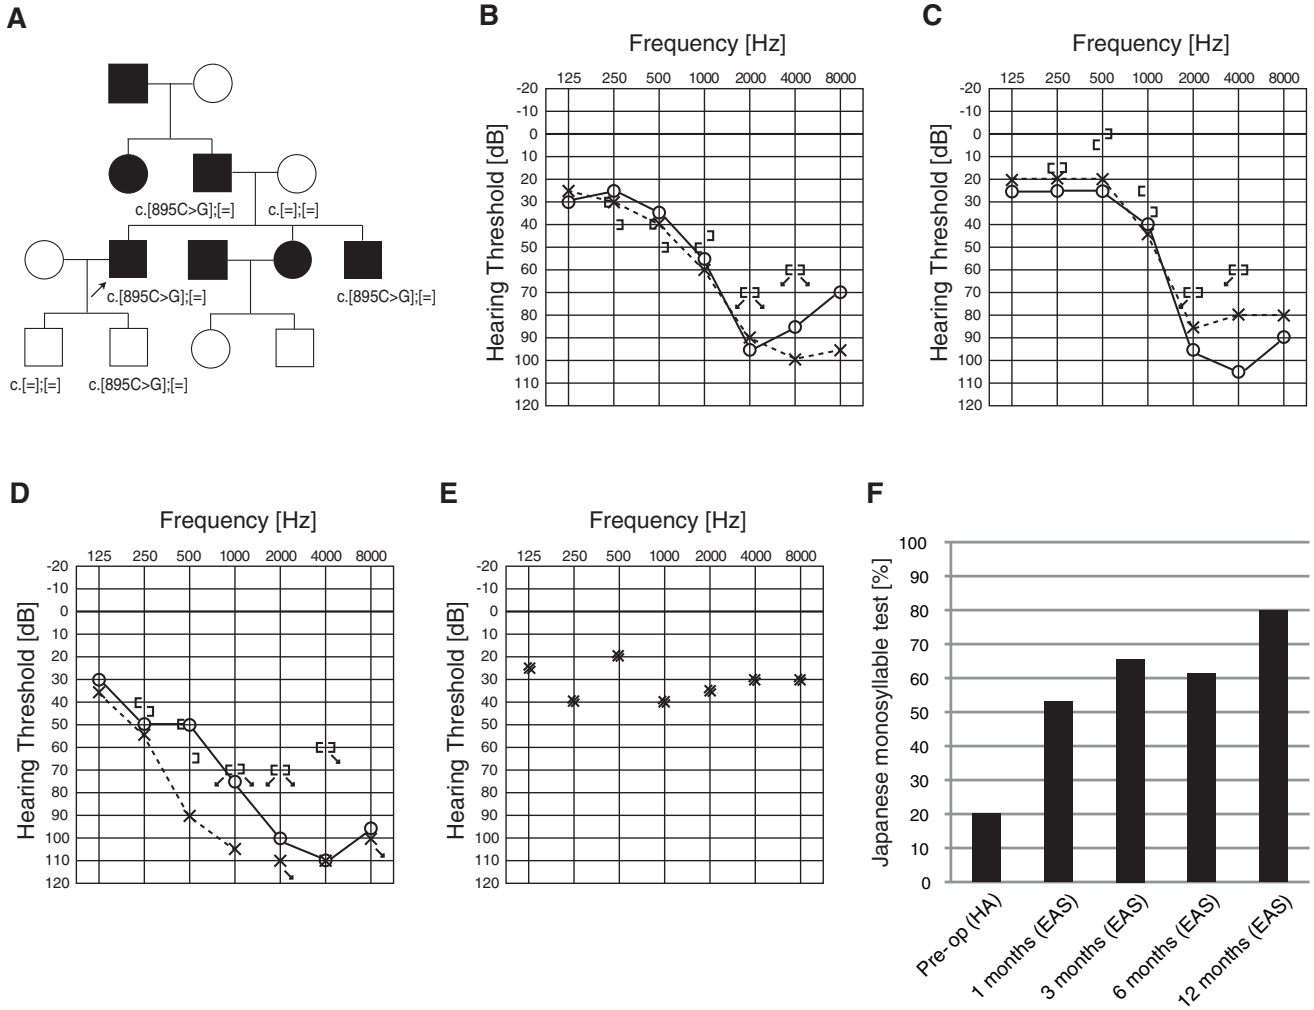 A
c.[895C>G];[=]
c.[=];[=]
c.[895C>G];[=]
c.[895C>G];[=]
c.[=];[=]
c.[895C>G];[=]
B
Frequency [Hz]
125 250 500 1000 2000 4000 8000
Hearing Threshold [dB]
-20
-10
0
10
20
30
40
50
60
70
80
90
100
110
120
C
Frequency [Hz]
125 250 500 1000 2000 4000 8000
Hearing Threshold [dB]
-20
-10
0
10
20
30
40
50
60
70
80
90
100
110
120
D
Frequency [Hz]
125 250 500 1000 2000 4000 8000
Hearing Threshold [dB]
-20
-10
0
10
20
30
40
50
60
70
80
90
100
110
120
E
Frequency [Hz]
125 250 500 1000 2000 4000 8000
Hearing Threshold [dB]
-20
-10
0
10
20
30
40
50
60
70
80
90
100
110
120
F
Japanese monosyllable test [%]
100
90
80
70
60
50
40
30
20
10
0
Pre- op (HA)
1 months (EAS)
3 months (EAS)
6 months (EAS)
12 months (EAS)